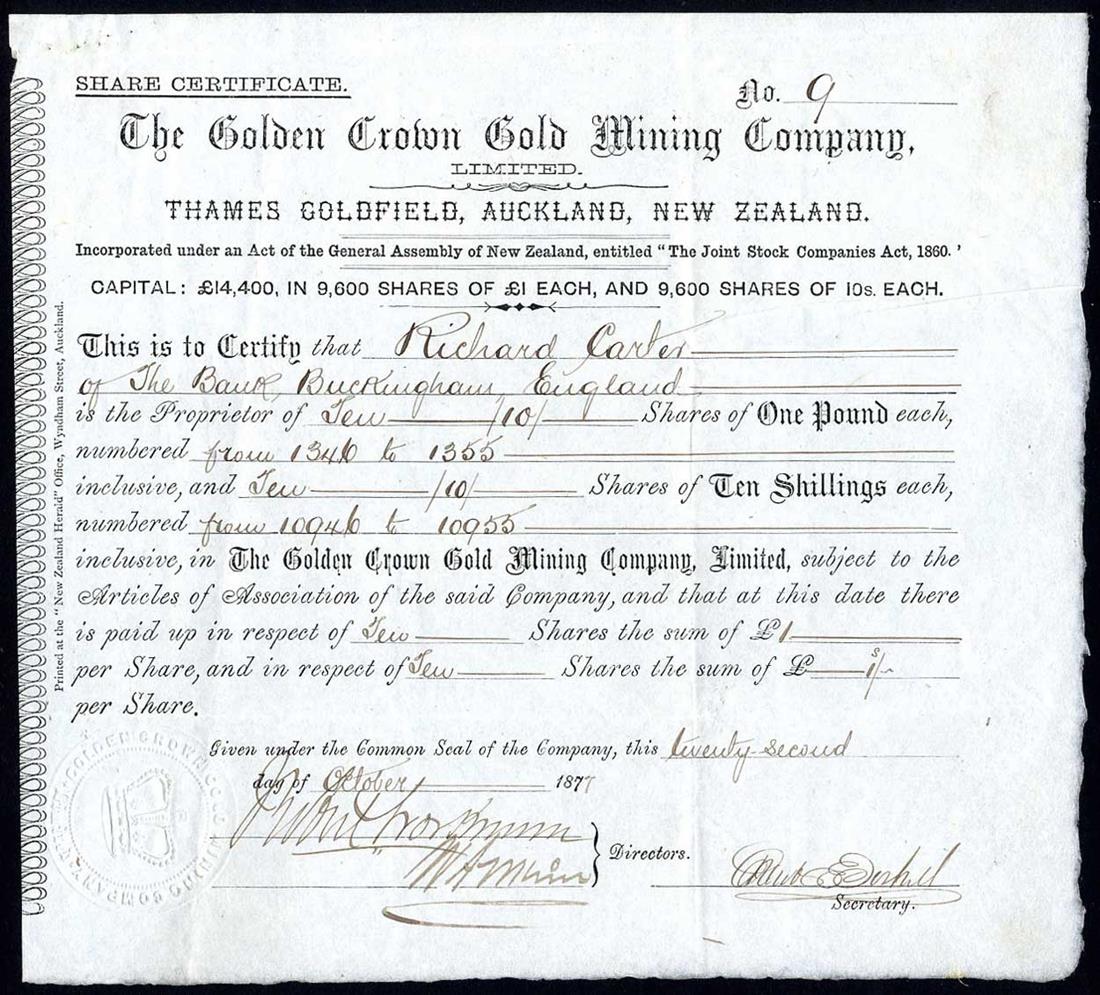 SHARE CERTIFICATE.
No. 9
The Golden Crown Gold Mining Company,
LIMITED.
THAMES GOLDFIELD, AUCKLAND, NEW ZEALAND.
Incorporated under an Act of the General Assembly of New Zealand, entitled "The Joint Stock Companies Act, 1860.'
CAPITAL: £14,400, IN 9,600 SHARES OF £1 EACH, AND 9,600 SHARES OF 10s. EACH.
This is to Certify that Richard Carter
of The Bank, Buckingham, England
is the Proprietor of Ten /10/ Shares of One Pound each,
numbered from 1346 to 1355
inclusive, and Ten /10/ Shares of Ten Shillings each,
numbered from 10946 to 10955
inclusive, in The Golden Crown Gold Mining Company, Limited, subject to the
Articles of Association of the said Company, and that at this date there
is paid up in respect of Ten Shares the sum of £1
per Share, and in respect of Ten Shares the sum of £ 1s/-
per Share.
Given under the Common Seal of the Company, this twenty-second
day of October 1877
Directors.
Secretary.
Printed at the "New Zealand Herald" Office, Wyndham Street, Auckland.
GOLDEN CROWN GOLD MINING COMPANY